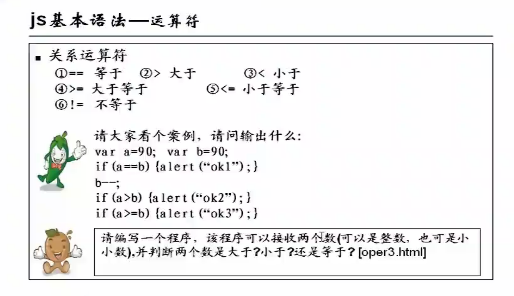 js基本语法—运算符
▪ 关系运算符
①== 等于 ②> 大于 ③< 小于
④>= 大于等于 ⑤<= 小于等于
⑥!= 不等于
请大家看个案例, 请问输出什么:
var a=90; var b=90;
if(a==b){alert(“ok1”);}
b--;
if(a>b){alert(“ok2”);}
if(a>=b){alert(“ok3”);}
请编写一个程序, 该程序可以接收两个数(可以是整数, 也可是小
小数),并判断两个数是大于?小于?还是等于? [oper3.html]